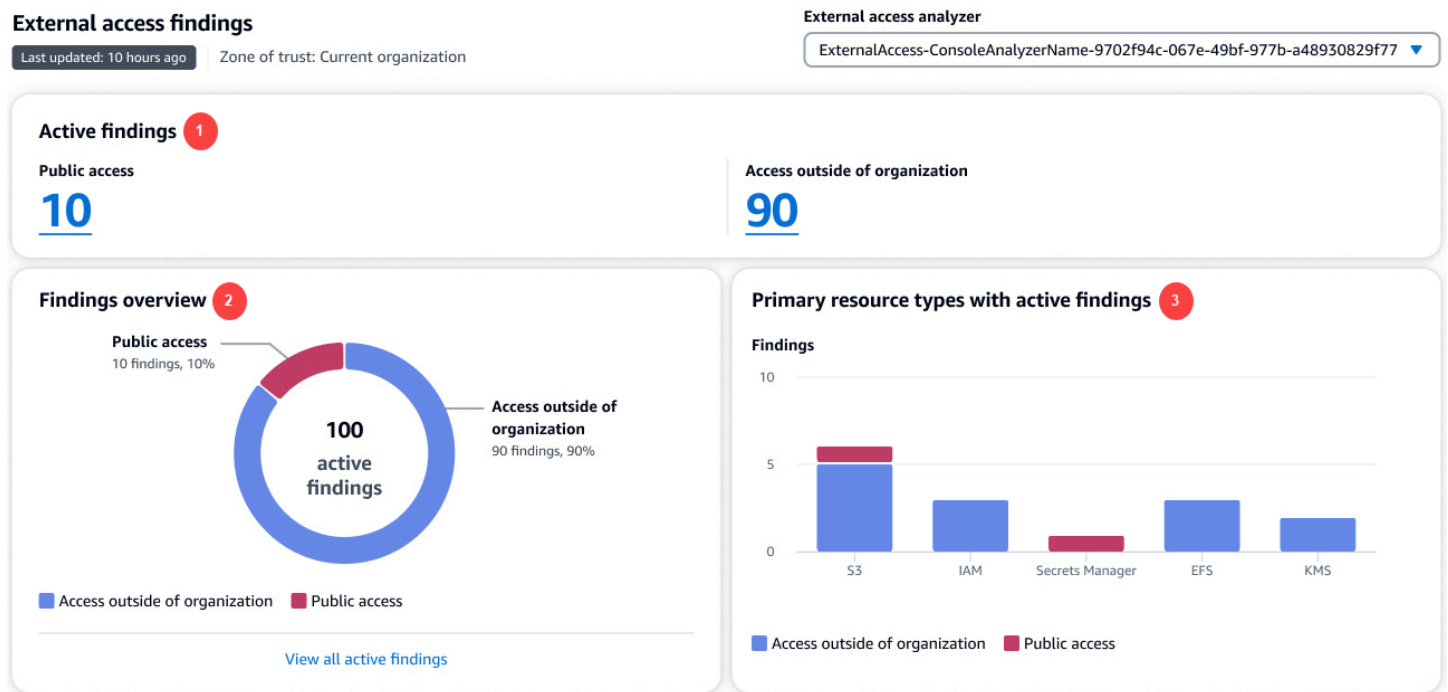 External access findings
External access analyzer
Last updated: 10 hours ago
Zone of trust: Current organization
ExternalAccess-ConsoleAnalyzerName-9702f94c-067e-49bf-977b-a48930829f77
Active findings 1
Public access
10
Access outside of organization
90
Findings overview 2
Public access
10 findings, 10%
Access outside of
organization
90 findings, 90%
100
active
findings
Access outside of organization
Public access
View all active findings
Primary resource types with active findings 3
Findings
10
5
0
S3
IAM
Secrets Manager
EFS
KMS
Access outside of organization
Public access